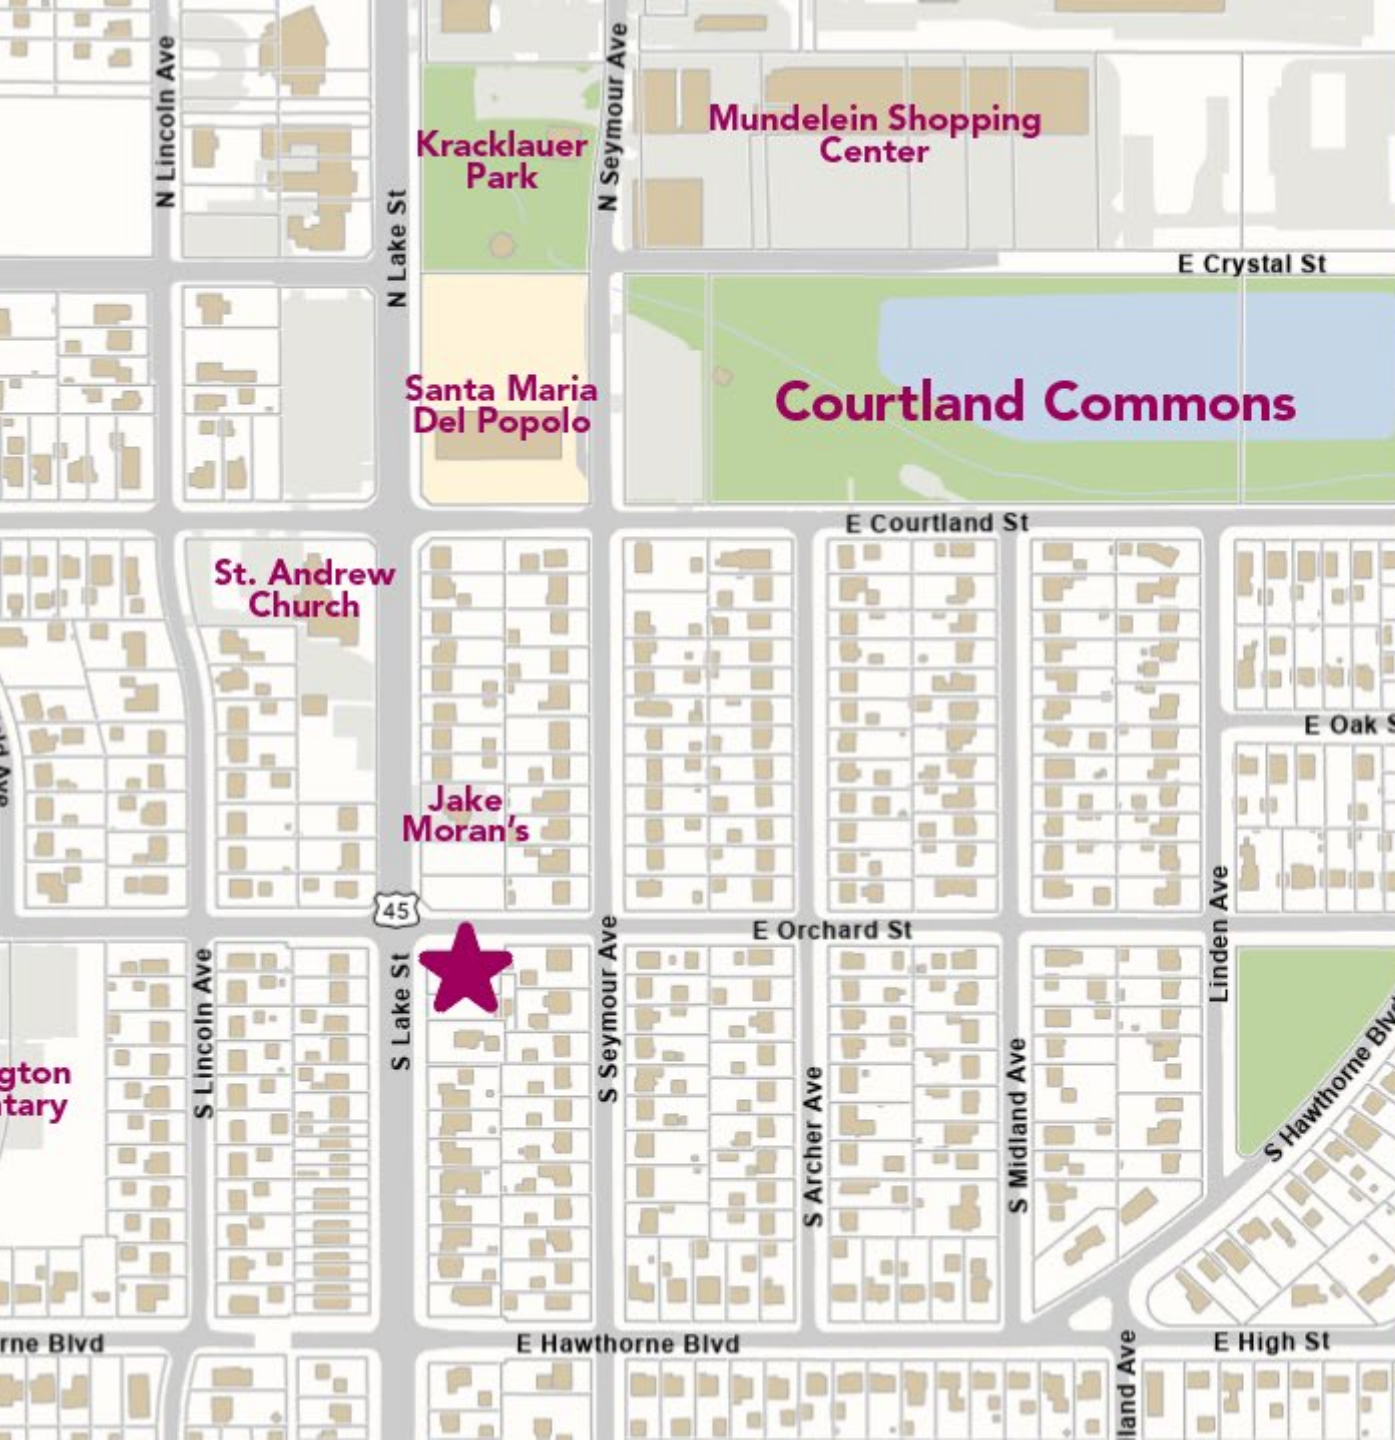 N Lincoln Ave
N Seymour Ave
Mundelein Shopping
Center
Kracklauer
Park
N Lake St
E Crystal St
Santa Maria
Del Popolo
Courtland Commons
E Courtland St
St. Andrew
Church
E Oak S
Jake
Moran's
45
E Orchard St
Linden Ave
S Lincoln Ave
S Lake St
S Seymour Ave
S Archer Ave
S Midland Ave
S Hawthorne Blvd
gton
ntary
rne Blvd
E Hawthorne Blvd
E High St
land Ave